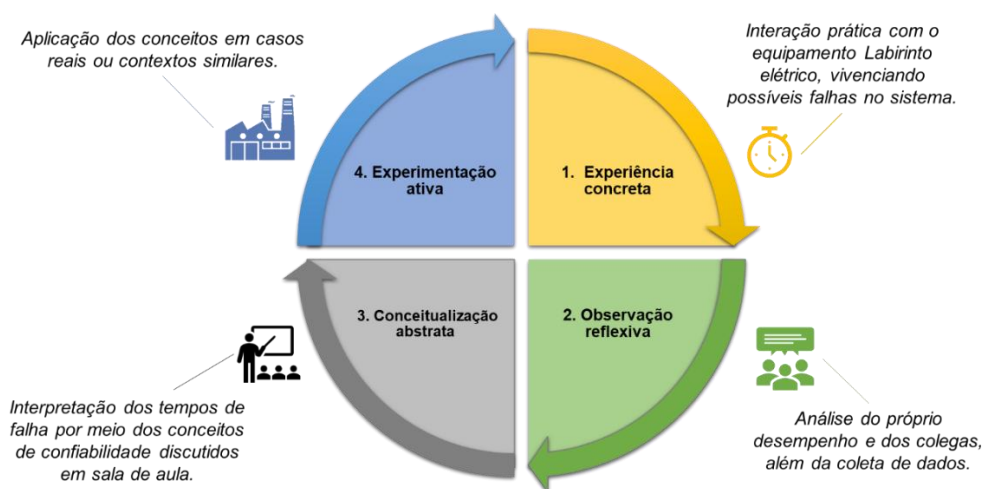 Aplicação dos conceitos em casos
reais ou contextos similares.
Interação prática com o
equipamento Labirinto
elétrico, vivenciando
possíveis falhas no sistema.
4. Experimentação
ativa
1. Experiência
concreta
3. Conceitualização
abstrata
2. Observação
reflexiva
Interpretação dos tempos de
falha por meio dos conceitos
de confiabilidade discutidos
em sala de aula.
Análise do próprio
desempenho e dos colegas,
além da coleta de dados.